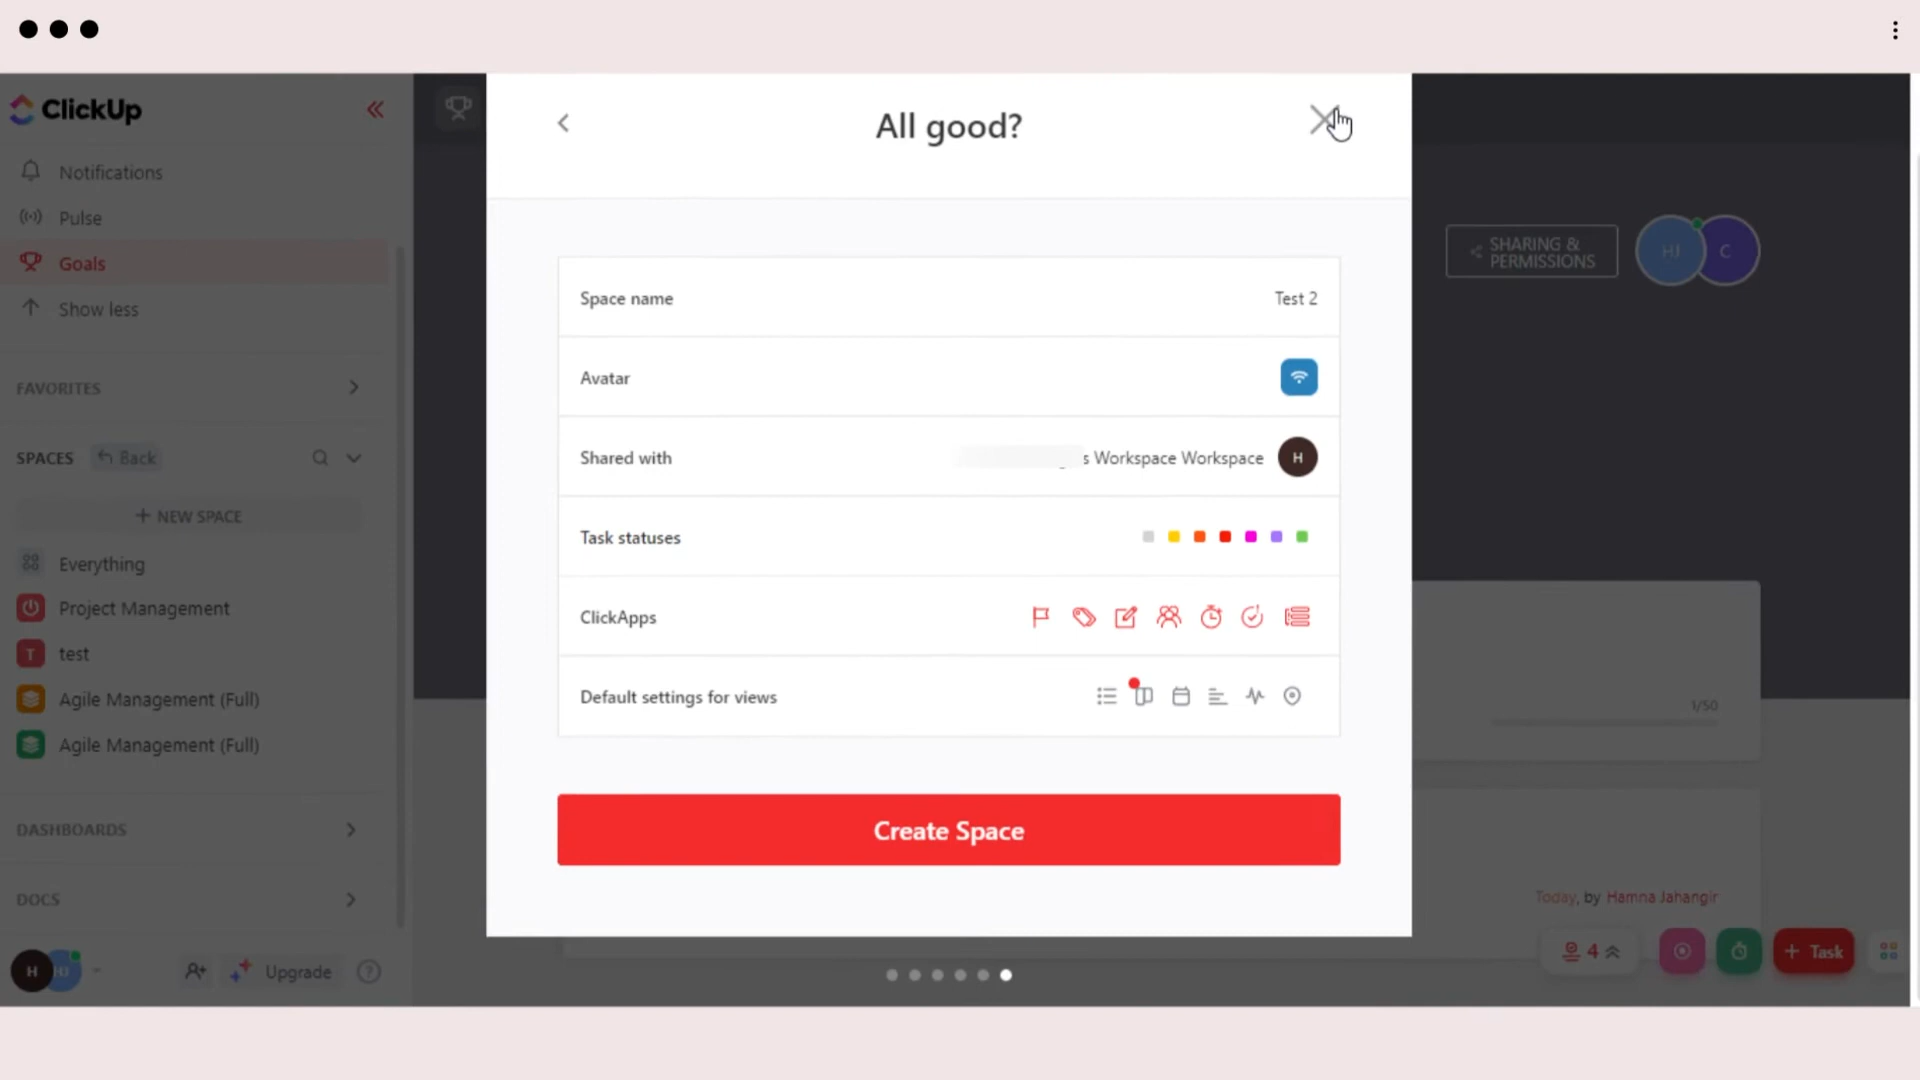 ClickUp
Notifications
Pulse
Goals
Show less
FAVORITES
SPACES Back
+ NEW SPACE
Everything
Project Management
T test
Agile Management (Full)
Agile Management (Full)
DASHBOARDS
DOCS
H HJ
Upgrade ?
All good?
Space name Test 2
Avatar
Shared with s Workspace Workspace H
Task statuses
ClickApps
Default settings for views
Create Space
SHARING &
PERMISSIONS
HJ C
1/50
Today, by Hamna Jahangir
4
+ Task